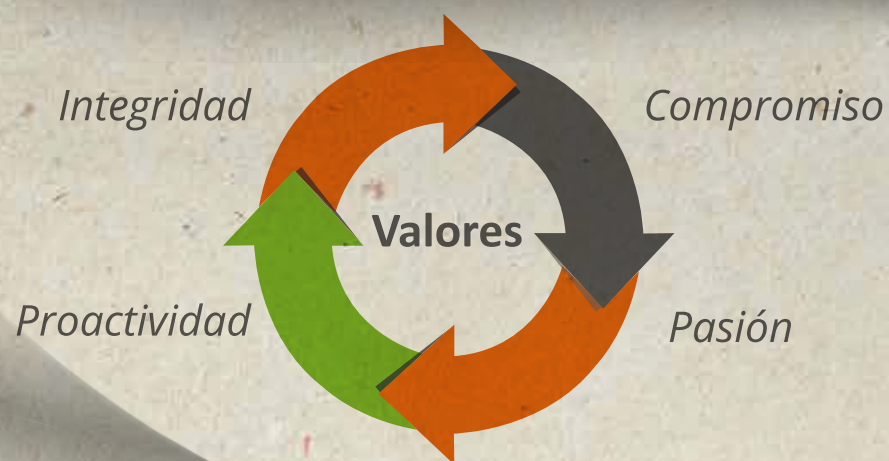 Integridad
Compromiso
Valores
Proactividad
Pasión